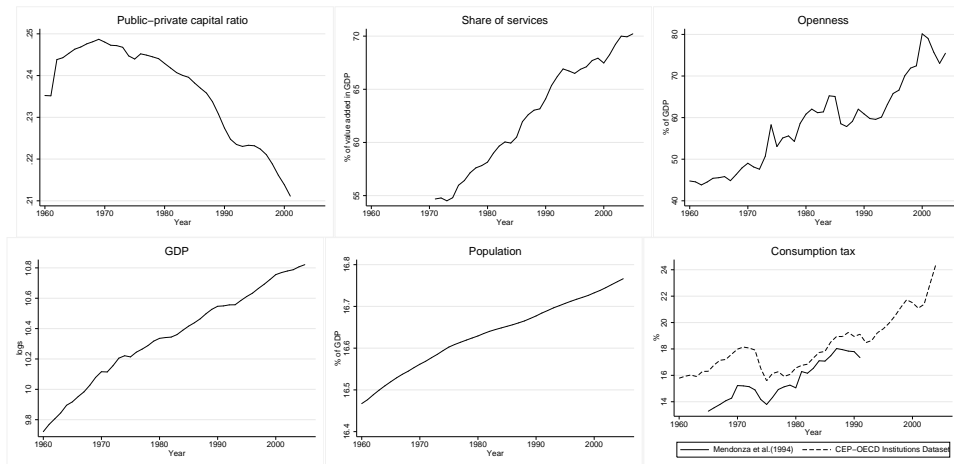 Public−private capital ratio
.25
.24
.23
.22
.21
1960 1970 1980 1990 2000
Year
Share of services
% of value added in GDP
70
65
60
55
1960 1970 1980 1990 2000
Year
Openness
% of GDP
80
70
60
50
40
1960 1970 1980 1990 2000
Year
GDP
logs
10.8
10.6
10.4
10.2
10.0
9.8
1960 1970 1980 1990 2000
Year
Population
% of GDP
16.8
16.7
16.6
16.5
16.4
1960 1970 1980 1990 2000
Year
Consumption tax
%
24
22
20
18
16
14
1960 1970 1980 1990 2000
Year
Mendonza et al.(1994) CEP−OECD Institutions Dataset